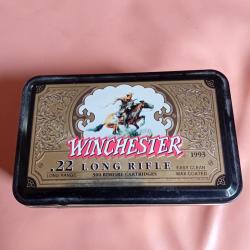 WINCHESTER
1993
.22 LONG RIFLE
LONG RANGE
500 RIMFIRE CARTRIDGES
EASY CLEAN
WAX COATED